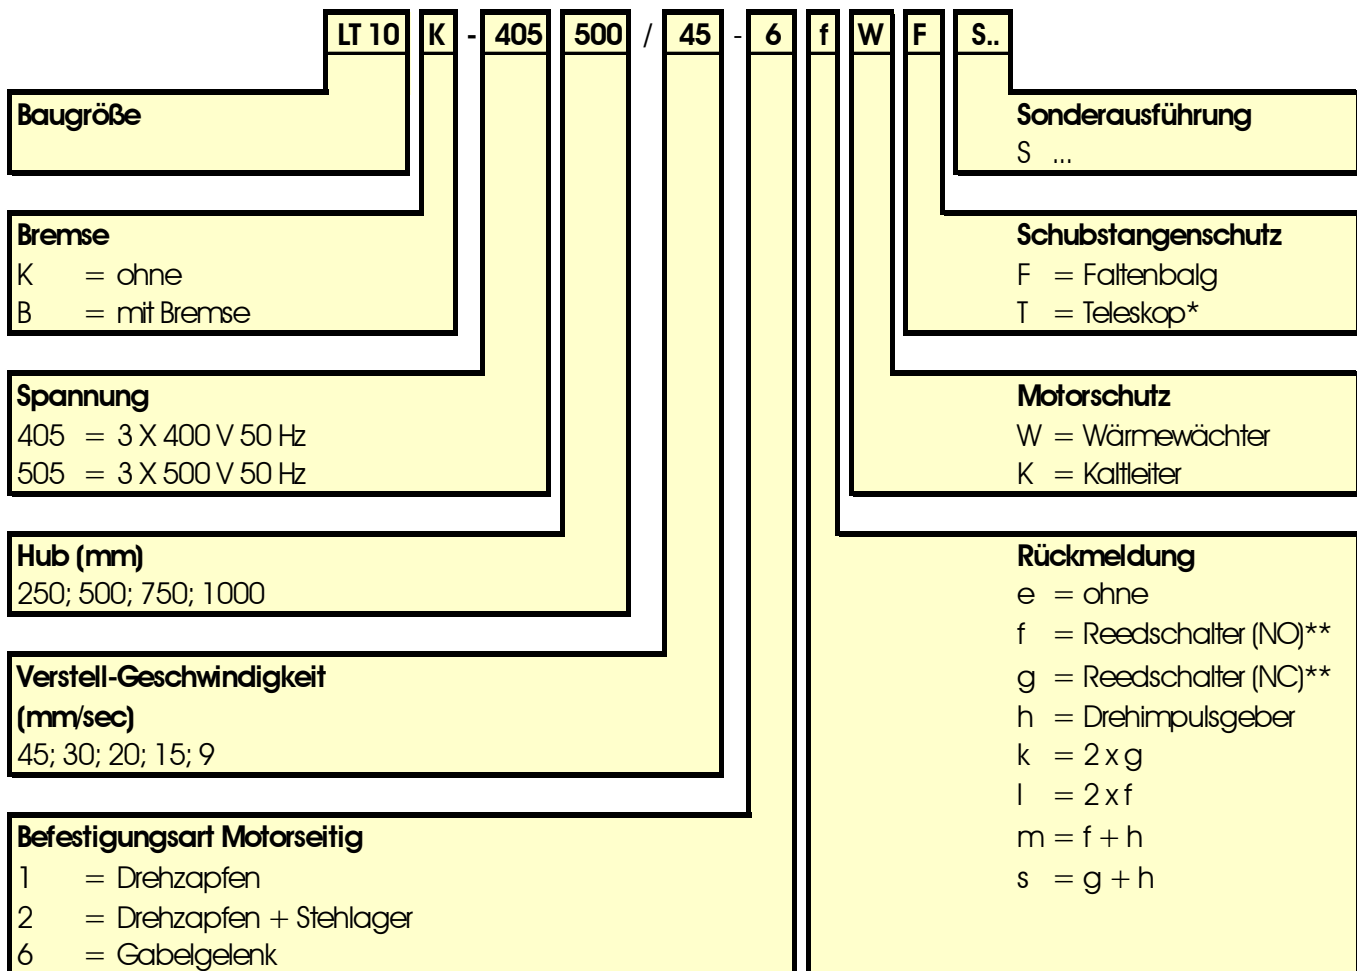 LT 10 K - 405 500 / 45 - 6 f W F S..
Baugröße
Bremse
K = ohne
B = mit Bremse
Spannung
405 = 3 X 400 V 50 Hz
505 = 3 X 500 V 50 Hz
Hub (mm)
250; 500; 750; 1000
Verstell-Geschwindigkeit
(mm/sec)
45; 30; 20; 15; 9
Befestigungsart Motorseitig
1 = Drehzapfen
2 = Drehzapfen + Stehlager
6 = Gabelgelenk
Sonderausführung
S ...
Schubstangenschutz
F = Faltenbalg
T = Teleskop*
Motorschutz
W = Wärmewächter
K = Kaltleiter
Rückmeldung
e = ohne
f = Reedschalter (NO)**
g = Reedschalter (NC)**
h = Drehimpulsgeber
k = 2 x g
l = 2 x f
m = f + h
s = g + h